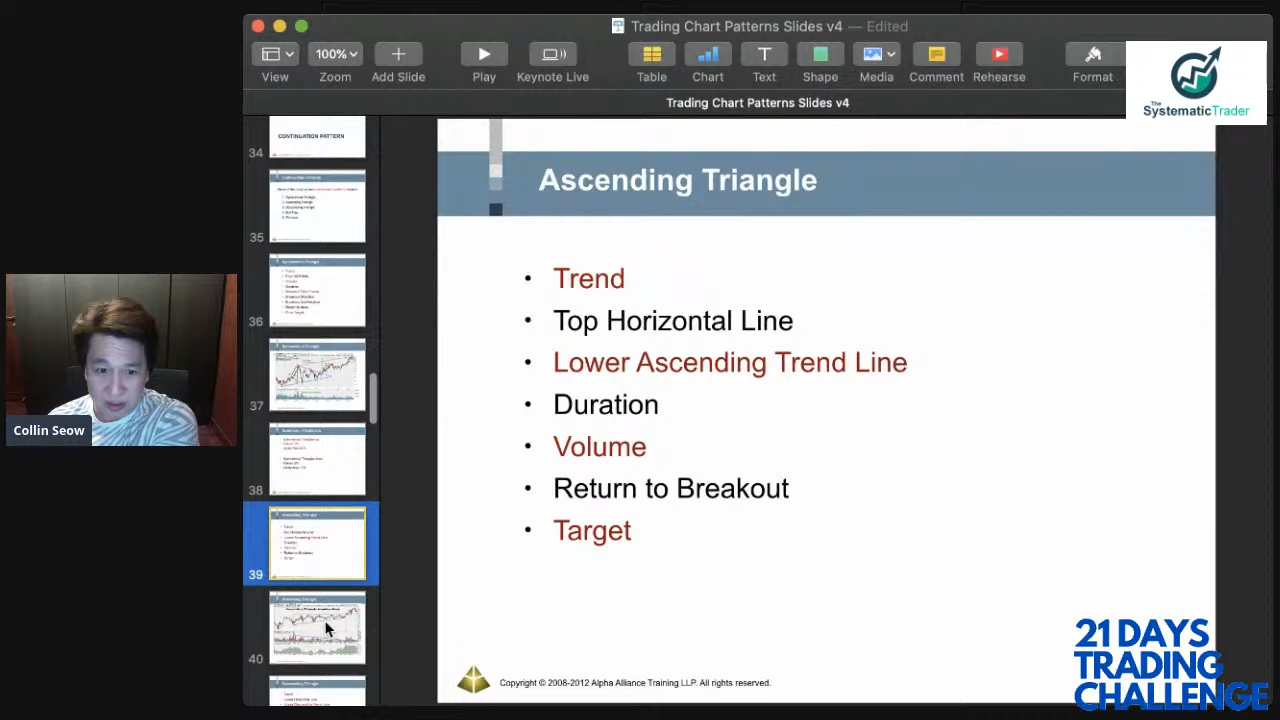 Trading Chart Patterns Slides v4 — Edited
View
100%
Zoom
Add Slide
Play
Keynote Live
Table
Chart
Text
Shape
Media
Comment
Rehearse
Format
The
SystematicTrader
Trading Chart Patterns Slides v4
CONTINUATION PATTERN
34
35
36
37
38
39
40
Ascending Triangle
• Trend
• Top Horizontal Line
• Lower Ascending Trend Line
• Duration
• Volume
• Return to Breakout
• Target
Copyright © 2008-2012 Alpha Alliance Training LLP. All rights reserved.
Collin Seow
21 DAYS
TRADING
CHALLENGE